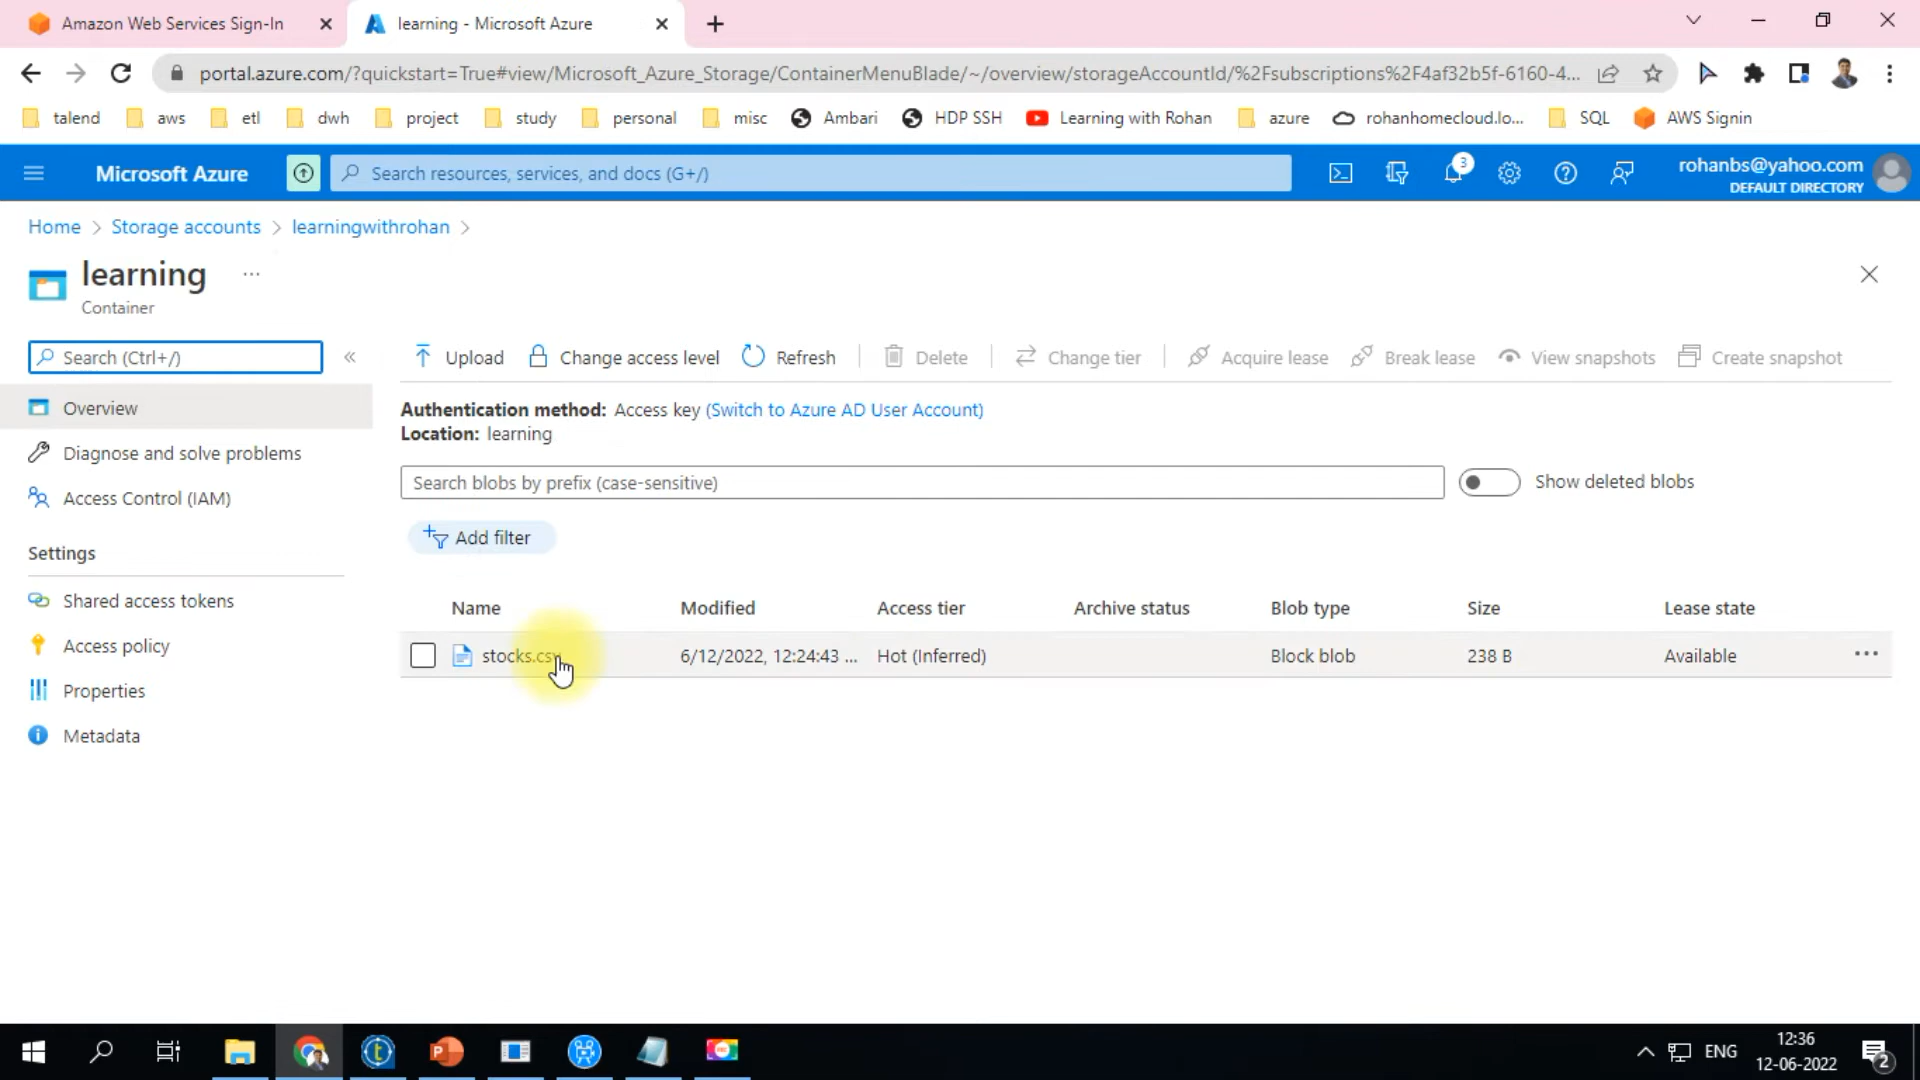 Amazon Web Services Sign-In
learning - Microsoft Azure
portal.azure.com/?quickstart=True#view/Microsoft_Azure_Storage/ContainerMenuBlade/~/overview/storageAccountId/%2Fsubscriptions%2F4af32b5f-6160-4...
talend aws etl dwh project study personal misc Ambari HDP SSH Learning with Rohan azure rohanhomecloud.lo... SQL AWS Signin
Microsoft Azure
Search resources, services, and docs (G+/)
3
rohanbs@yahoo.com
DEFAULT DIRECTORY
Home > Storage accounts > learningwithrohan >
learning ...
Container
Search (Ctrl+/) «
Upload Change access level Refresh Delete Change tier Acquire lease Break lease View snapshots Create snapshot
Overview
Diagnose and solve problems
Access Control (IAM)
Settings
Shared access tokens
Access policy
Properties
Metadata
Authentication method: Access key (Switch to Azure AD User Account)
Location: learning
Search blobs by prefix (case-sensitive)
Show deleted blobs
Add filter
Name Modified Access tier Archive status Blob type Size Lease state
stocks.csv 6/12/2022, 12:24:43 ... Hot (Inferred) Block blob 238 B Available ...
ENG
12:36
12-06-2022
2